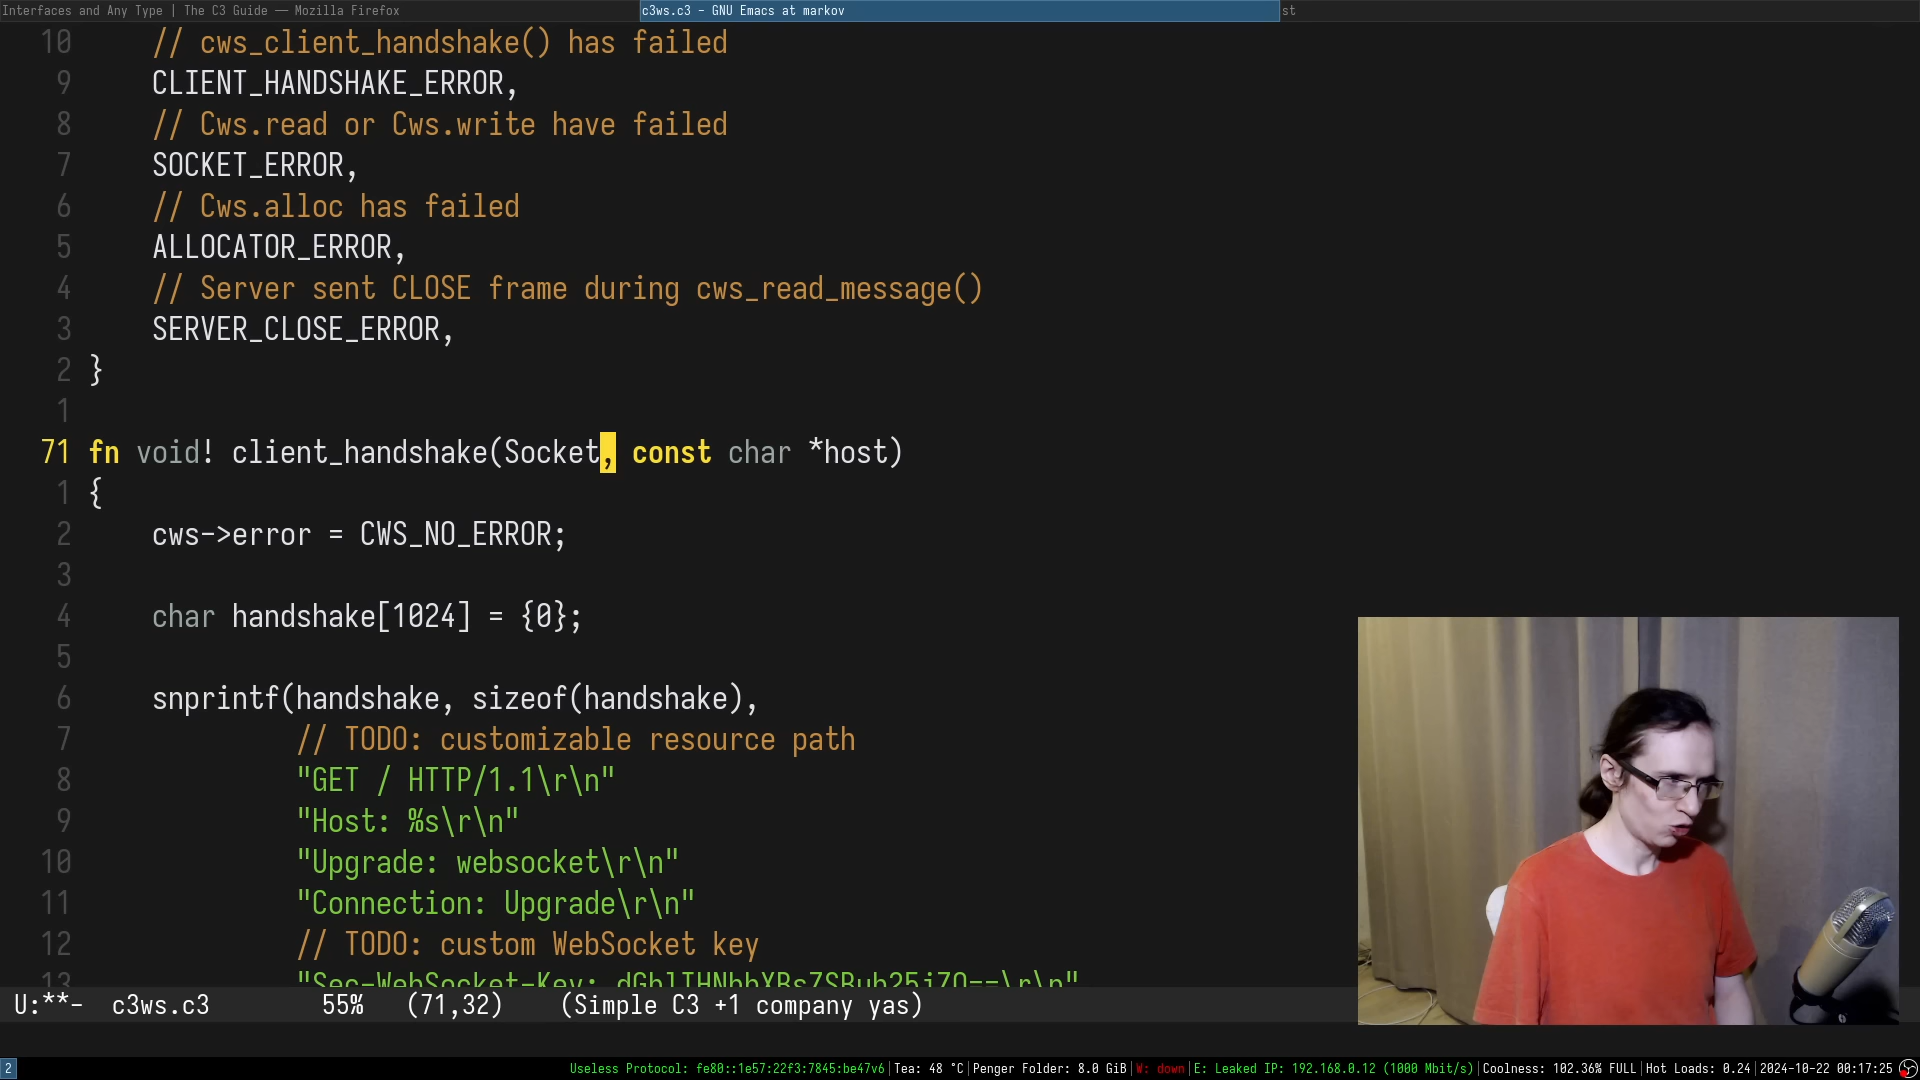 Interfaces and Any Type | The C3 Guide — Mozilla Firefox
c3ws.c3 - GNU Emacs at markov
st
10 // cws_client_handshake() has failed
9 CLIENT_HANDSHAKE_ERROR,
8 // Cws.read or Cws.write have failed
7 SOCKET_ERROR,
6 // Cws.alloc has failed
5 ALLOCATOR_ERROR,
4 // Server sent CLOSE frame during cws_read_message()
3 SERVER_CLOSE_ERROR,
2 }
1
71 fn void! client_handshake(Socket, const char *host)
1 {
2 cws->error = CWS_NO_ERROR;
3
4 char handshake[1024] = {0};
5
6 snprintf(handshake, sizeof(handshake),
7 // TODO: customizable resource path
8 "GET / HTTP/1.1\r\n"
9 "Host: %s\r\n"
10 "Upgrade: websocket\r\n"
11 "Connection: Upgrade\r\n"
12 // TODO: custom WebSocket key
13 "Sec-WebSocket-Key:
U:**- c3ws.c3 55% (71,32) (Simple C3 +1 company yas)
2
Useless Protocol: fe80::1e57:22f3:7845:be47v6|Tea: 48 °C|Penger Folder: 8.0 GiB|W: down|E: Leaked IP: 192.168.0.12 (1000 Mbit/s)|Coolness: 102.36% FULL|Hot Loads: 0.24|2024-10-22 00:17:25